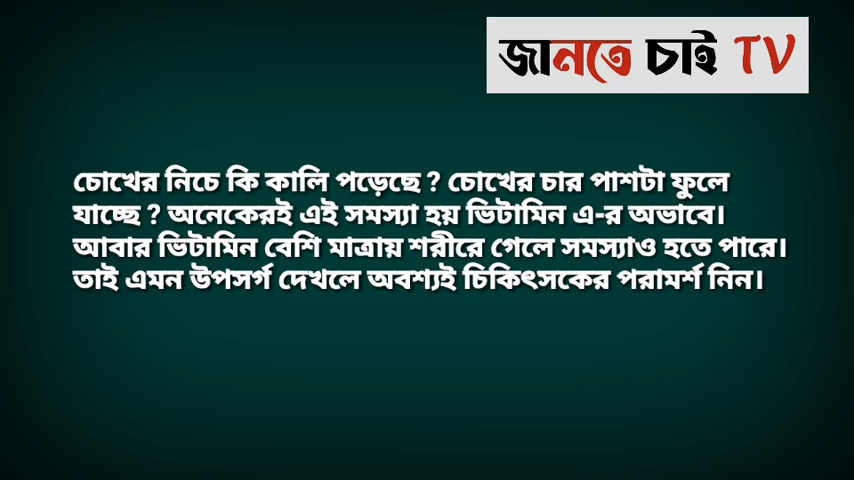 জানতে চাই TV
চোখের নিচে কি কালি পড়েছে ? চোখের চার পাশটা ফুলে
যাচ্ছে ? অনেকেরই এই সমস্যা হয় ভিটামিন এ-র অভাবে।
আবার ভিটামিন বেশি মাত্রায় শরীরে গেলে সমস্যাও হতে পারে।
তাই এমন উপসর্গ দেখলে অবশ্যই চিকিৎসকের পরামর্শ নিন।